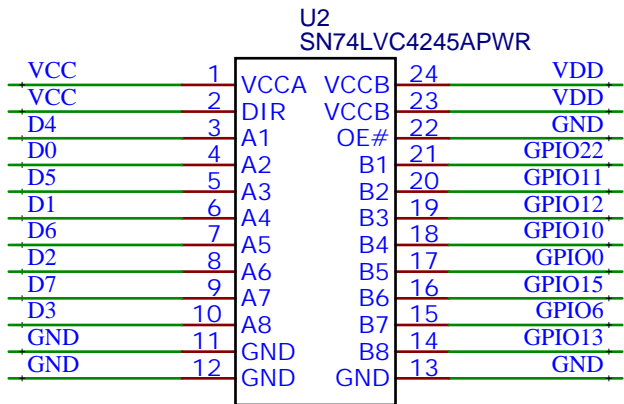 U2
SN74LVC4245APWR
VCC 1 VCCA VCCB 24 VDD
VCC 2 DIR VCCB 23 VDD
D4 3 A1 OE# 22 GND
D0 4 A2 B1 21 GPIO22
D5 5 A3 B2 20 GPIO11
D1 6 A4 B3 19 GPIO12
D6 7 A5 B4 18 GPIO10
D2 8 A6 B5 17 GPIO0
D7 9 A7 B6 16 GPIO15
D3 10 A8 B7 15 GPIO6
GND 11 GND B8 14 GPIO13
GND 12 GND GND 13 GND